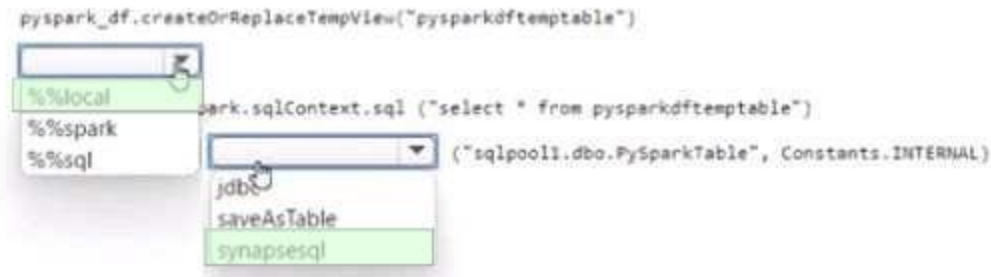 pyspark_df.createOrReplaceTempView("pysparkdftemptable")
%%local
park.sqlContext.sql ("select * from pysparkdftemptable")
%%spark
%%sql
("sqlpool1.dbo.PySparkTable", Constants.INTERNAL)
jdbc
saveAsTable
synapsesql